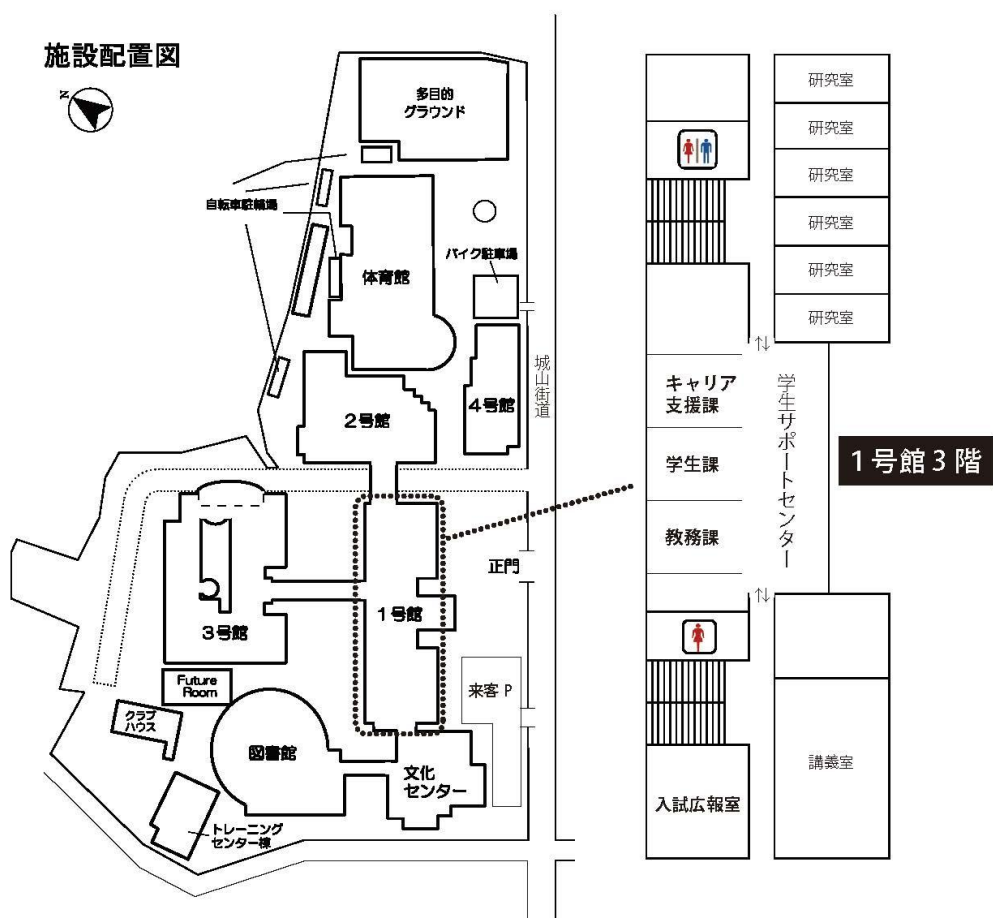 施設配置図
N
多目的
グラウンド
自転車駐輪場
バイク駐車場
体育館
城山街道
2号館
4号館
正門
1号館
3号館
Future
Room
来客 P
クラブ
ハウス
図書館
文化
センター
トレーニング
センター棟
研究室
研究室
研究室
研究室
研究室
研究室
⇅
キャリア
支援課
学生課
教務課
学生サポートセンター
1号館3階
⇅
講義室
入試広報室